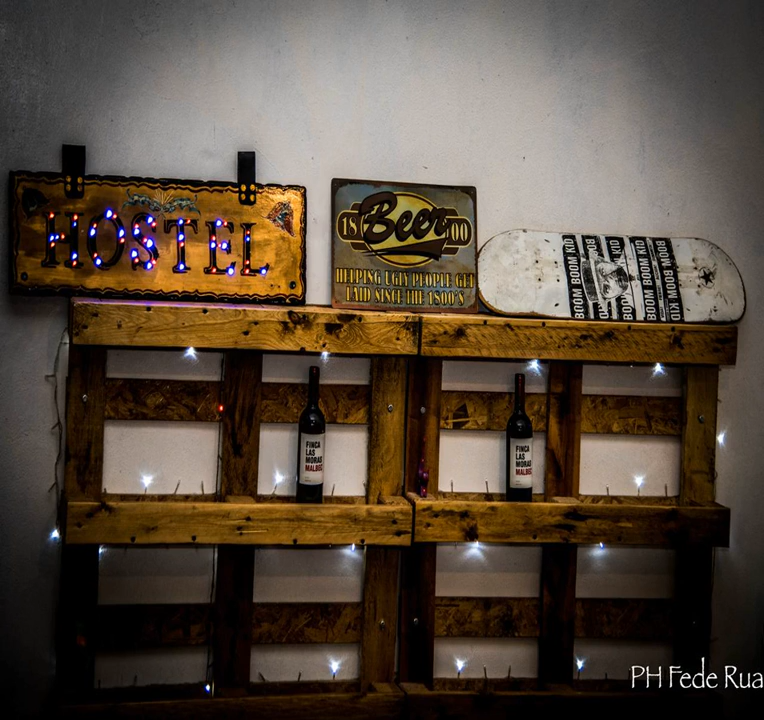 HOSTEL
18 Beer 00
HELPING UGLY PEOPLE GET
LAID SINCE THE 1800'S
BOOM BOOM KID
BOOM BOOM KID
BOOM BOOM KID
BOOM BOOM KID
FINCA
LAS
MORAS
MALBEC
FINCA
LAS
MORAS
MALBEC
PH Fede Rua